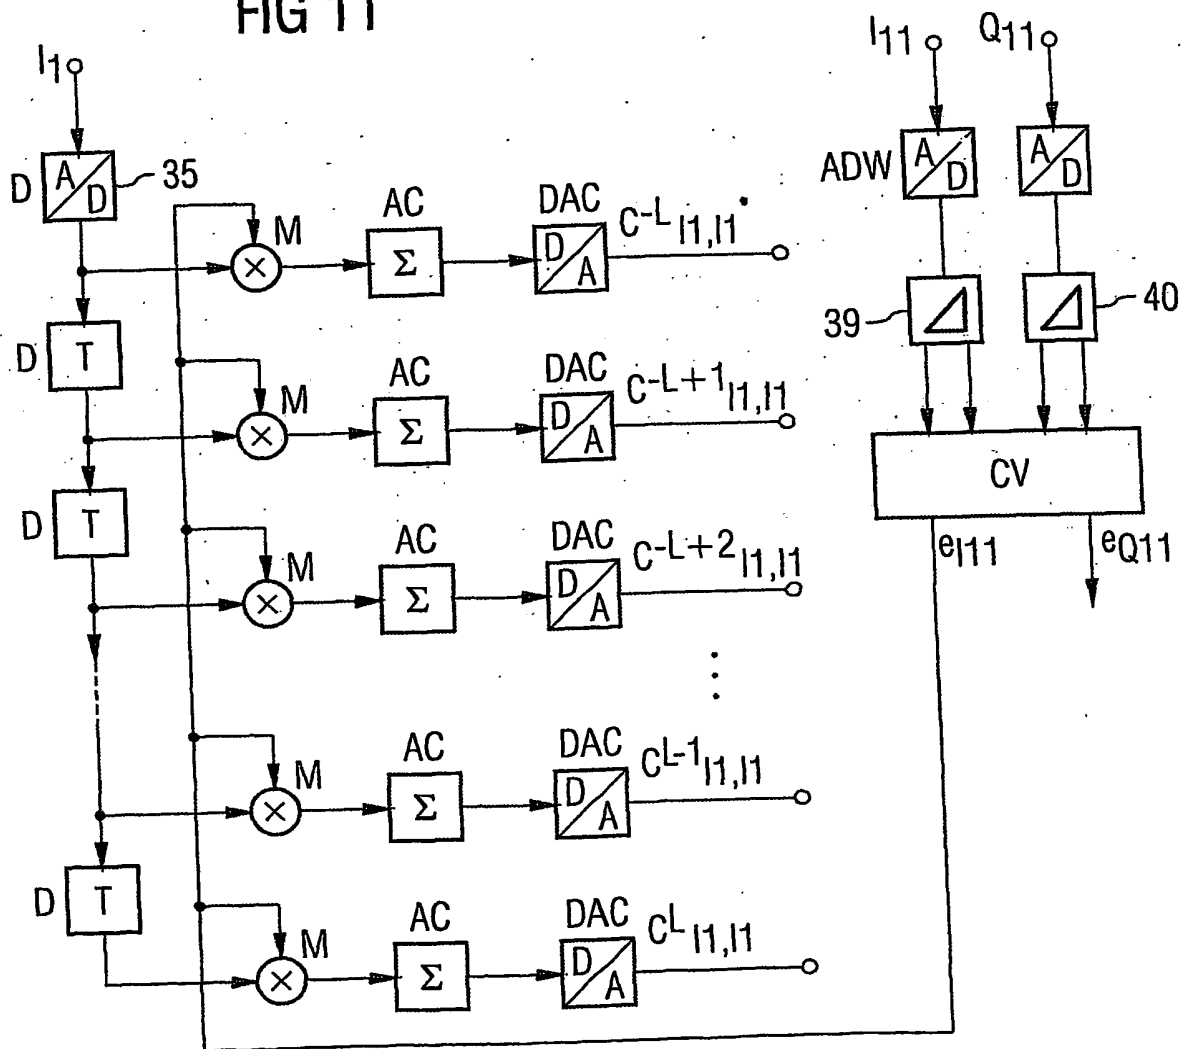 FIG 11
I1
I11
Q11
D
A
D
35
ADW
A
D
A
D
M
AC
DAC
×
Σ
D
A
C-L I1,I1
39
40
D
T
M
AC
DAC
×
Σ
D
A
C-L+1 I1,I1
CV
D
T
M
AC
DAC
×
Σ
D
A
C-L+2 I1,I1
eI11
eQ11
M
AC
DAC
×
Σ
D
A
CL-1 I1,I1
D
T
M
AC
DAC
×
Σ
D
A
CL I1,I1